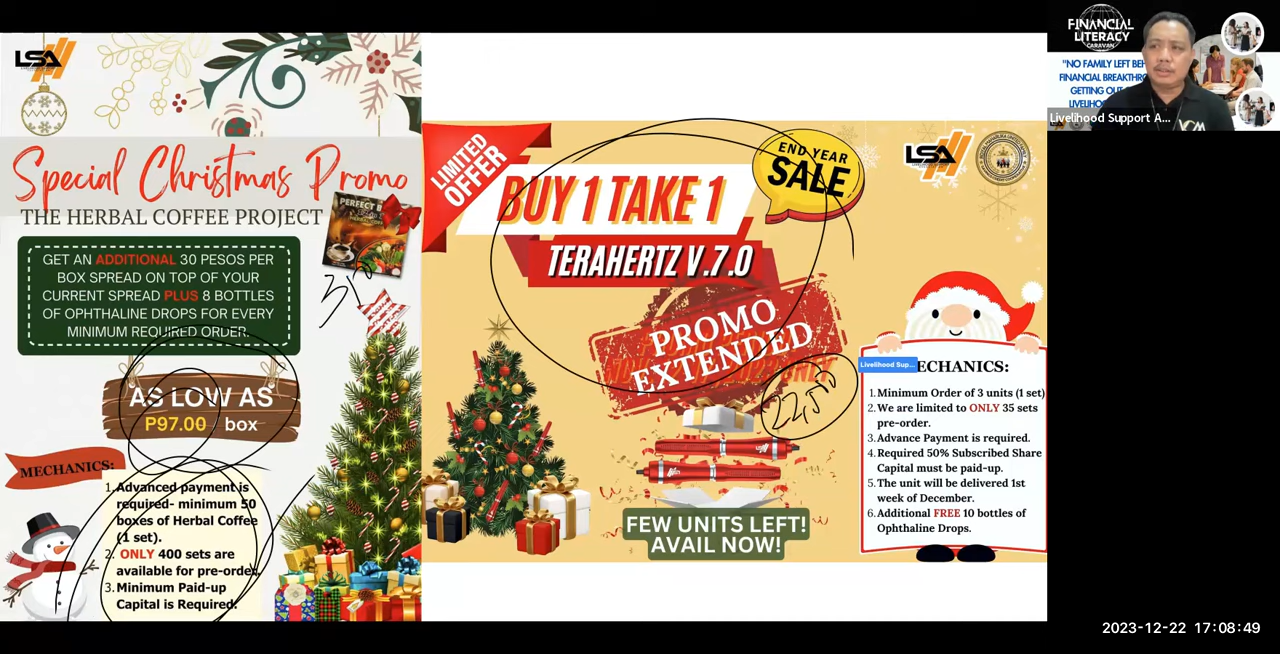 LSA
Special Christmas Promo
THE HERBAL COFFEE PROJECT
GET AN ADDITIONAL 30 PESOS PER
BOX SPREAD ON TOP OF YOUR
CURRENT SPREAD PLUS 8 BOTTLES
OF OPHTHALINE DROPS FOR EVERY
MINIMUM REQUIRED ORDER.
AS LOW AS
P97.00 box
MECHANICS:
1. Advanced payment is
required- minimum 50
boxes of Herbal Coffee
(1 set).
2. ONLY 400 sets are
available for pre-order.
3. Minimum Paid-up
Capital is Required.
LIMITED
OFFER
BUY 1 TAKE 1
TERAHERTZ V.7.0
END YEAR
SALE
LSA
PROMO
EXTENDED
FEW UNITS LEFT!
AVAIL NOW!
Livelihood Sup...
MECHANICS:
1. Minimum Order of 3 units (1 set)
2. We are limited to ONLY 35 sets
pre-order.
3. Advance Payment is required.
4. Required 50% Subscribed Share
Capital must be paid-up.
5. The unit will be delivered 1st
week of December.
6. Additional FREE 10 bottles of
Ophthaline Drops.
FINANCIAL
LITERACY
CARAVAN
"NO FAMILY LEFT
FINANCIAL
GETTING OUT
Livelihood Support A...
2023-12-22 17:08:49